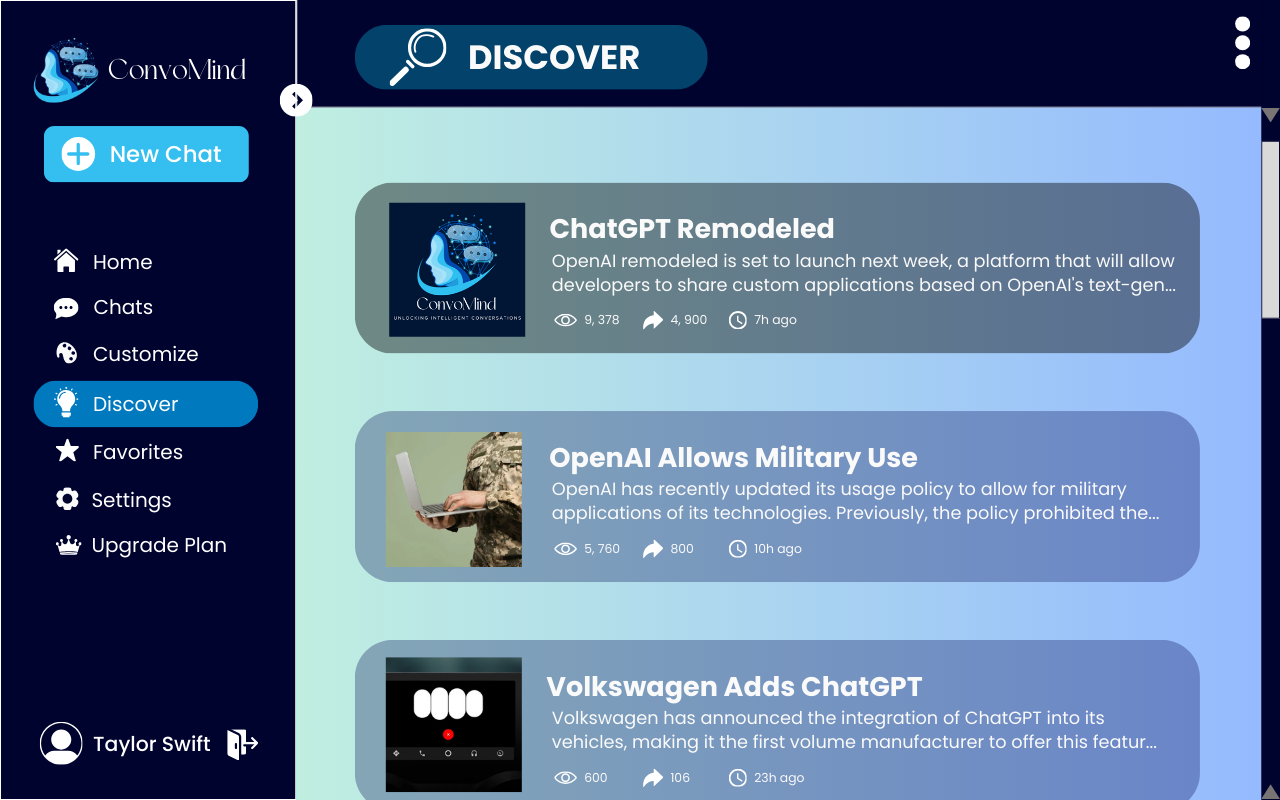 ConvoMind
DISCOVER
New Chat
Home
Chats
Customize
Discover
Favorites
Settings
Upgrade Plan
Taylor Swift
ConvoMind
UNLOCKING INTELLIGENT CONVERSATIONS
ChatGPT Remodeled
OpenAI remodeled is set to launch next week, a platform that will allow
developers to share custom applications based on OpenAI's text-gen...
9, 378 4, 900 7h ago
OpenAI Allows Military Use
OpenAI has recently updated its usage policy to allow for military
applications of its technologies. Previously, the policy prohibited the...
5, 760 800 10h ago
Volkswagen Adds ChatGPT
Volkswagen has announced the integration of ChatGPT into its
vehicles, making it the first volume manufacturer to offer this featur...
600 106 23h ago